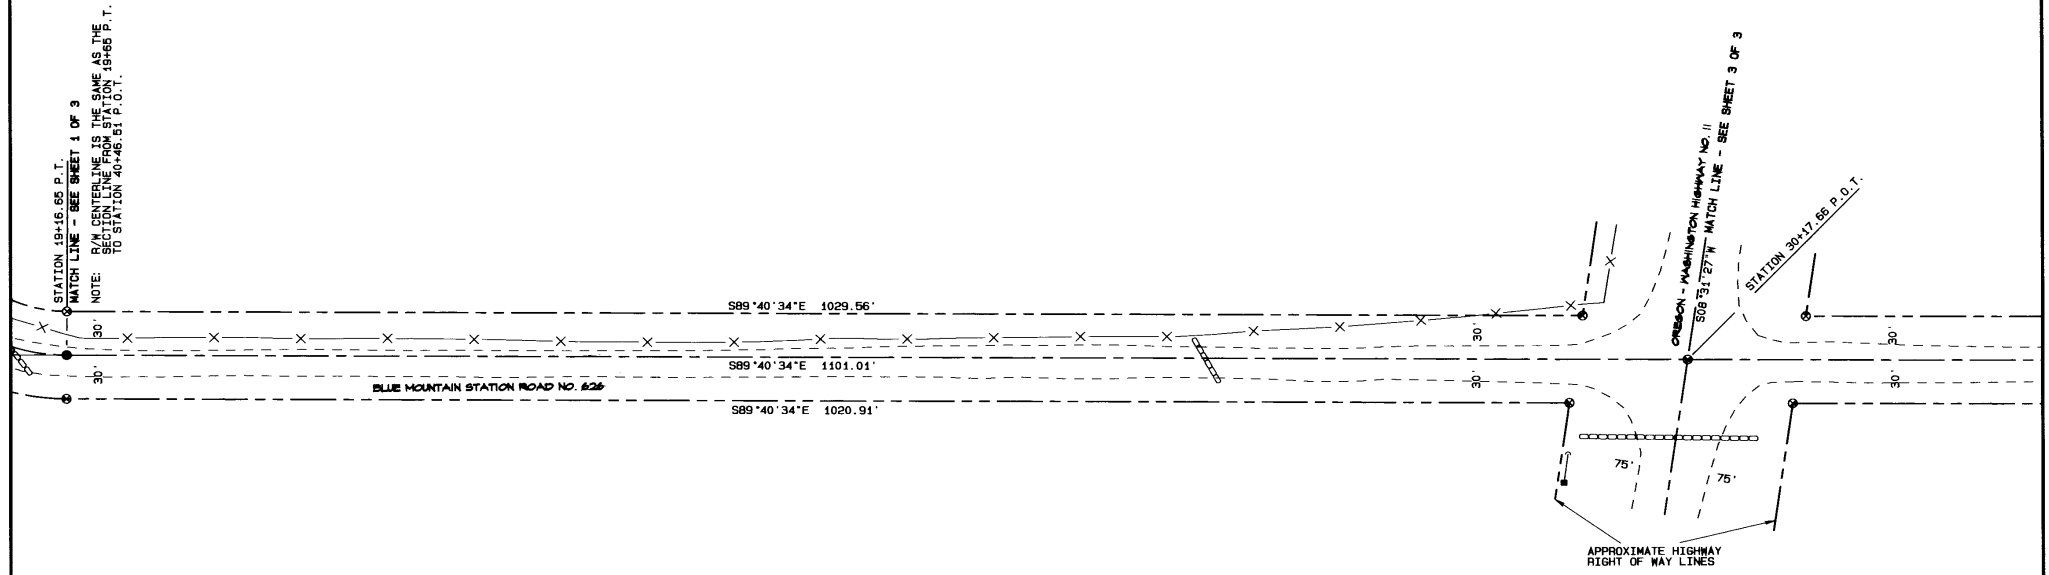 STATION 19+16.65 P.T.
MATCH LINE - SEE SHEET 1 OF 3
NOTE: R/W CENTERLINE IS THE SAME AS THE
SECTION LINE FROM STATION 19+65 P.T.
TO STATION 40+46.51 P.O.T.
30'
30'
S89°40'34"E 1029.56'
S89°40'34"E 1101.01'
BLUE MOUNTAIN STATION ROAD NO. 626
S89°40'34"E 1020.91'
30'
30'
OREGON - WASHINGTON HIGHWAY NO. 11
S08°31'27"W MATCH LINE - SEE SHEET 3 OF 3
STATION 30+17.66 P.O.T.
30'
30'
75'
75'
APPROXIMATE HIGHWAY
RIGHT OF WAY LINES